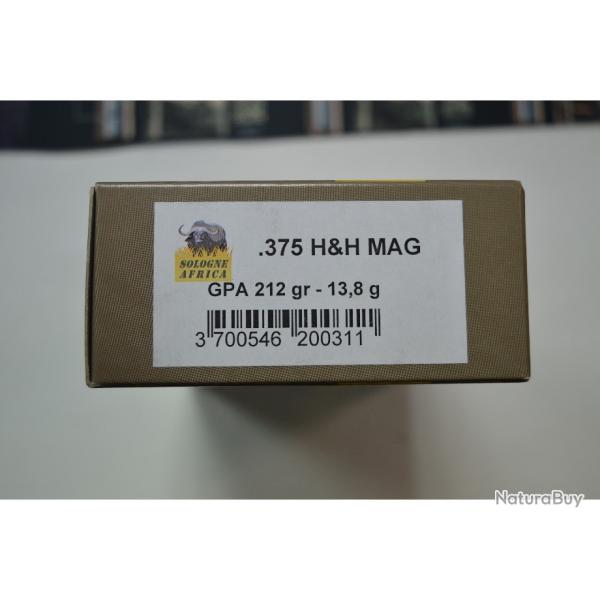 .375 H&H MAG
SOLOGNE
AFRICA
GPA 212 gr - 13,8 g
3 700546 200311
NaturaBuy